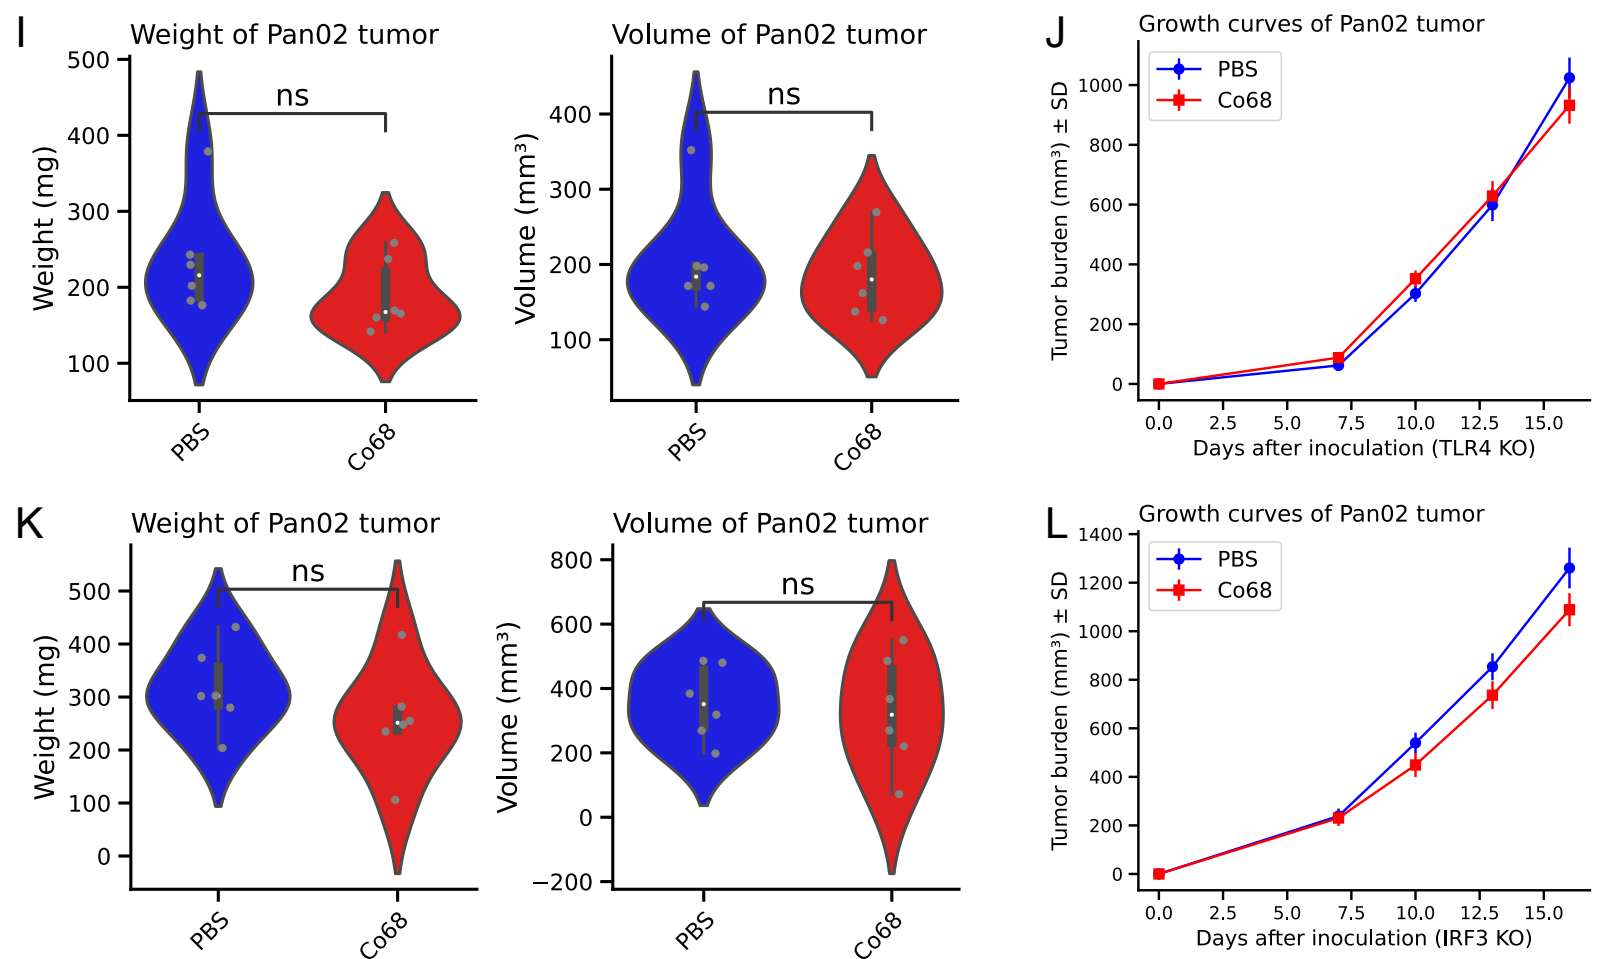 I
Weight of Pan02 tumor
Weight (mg)
500
400
300
200
100
ns
PBS
Co68
Volume of Pan02 tumor
Volume (mm³)
400
300
200
100
ns
PBS
Co68
J
Growth curves of Pan02 tumor
PBS
Co68
Tumor burden (mm³) ± SD
1000
800
600
400
200
0
0.0 2.5 5.0 7.5 10.0 12.5 15.0
Days after inoculation (TLR4 KO)
K
Weight of Pan02 tumor
Weight (mg)
500
400
300
200
100
0
ns
PBS
Co68
Volume of Pan02 tumor
Volume (mm³)
800
600
400
200
0
−200
ns
PBS
Co68
L
Growth curves of Pan02 tumor
PBS
Co68
Tumor burden (mm³) ± SD
1400
1200
1000
800
600
400
200
0
0.0 2.5 5.0 7.5 10.0 12.5 15.0
Days after inoculation (IRF3 KO)